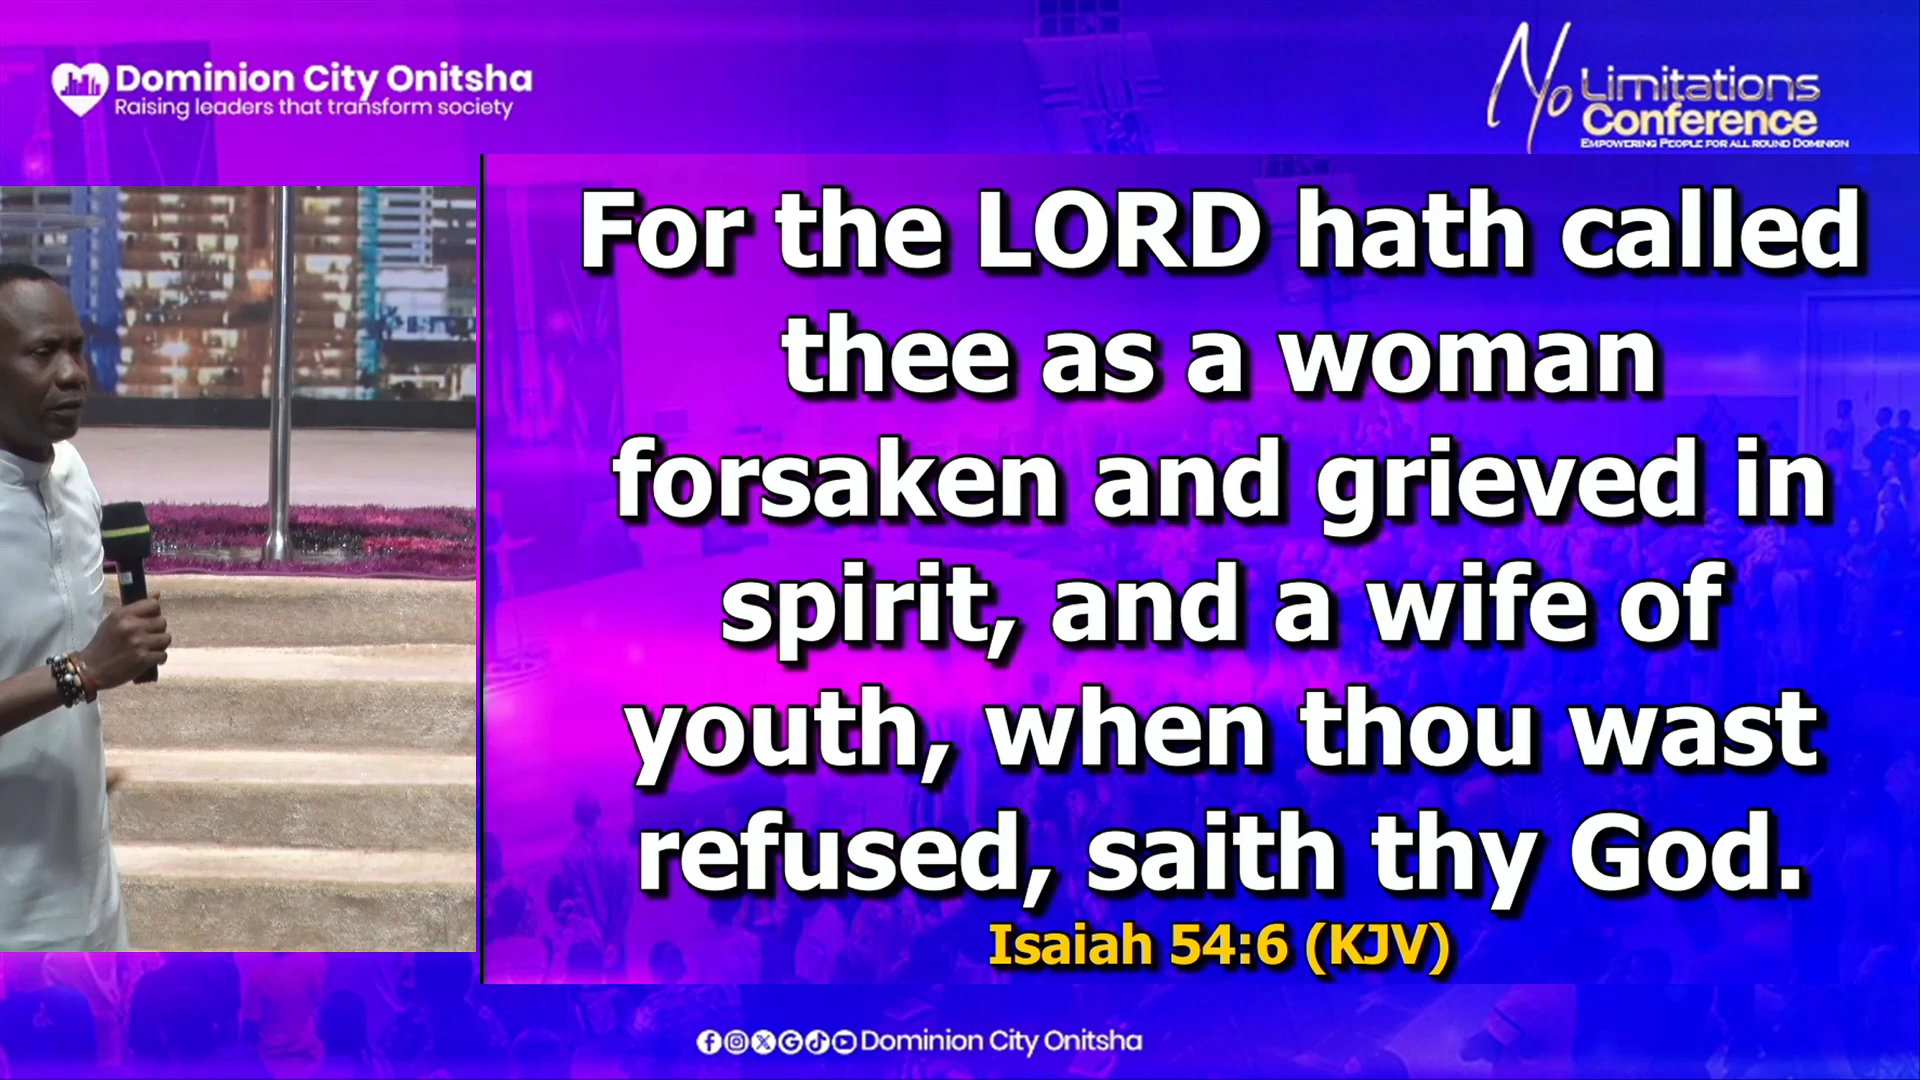 Dominion City Onitsha
Raising leaders that transform society
No Limitations
Conference
Empowering People for all round Dominion
For the LORD hath called
thee as a woman
forsaken and grieved in
spirit, and a wife of
youth, when thou wast
refused, saith thy God.
Isaiah 54:6 (KJV)
Dominion City Onitsha